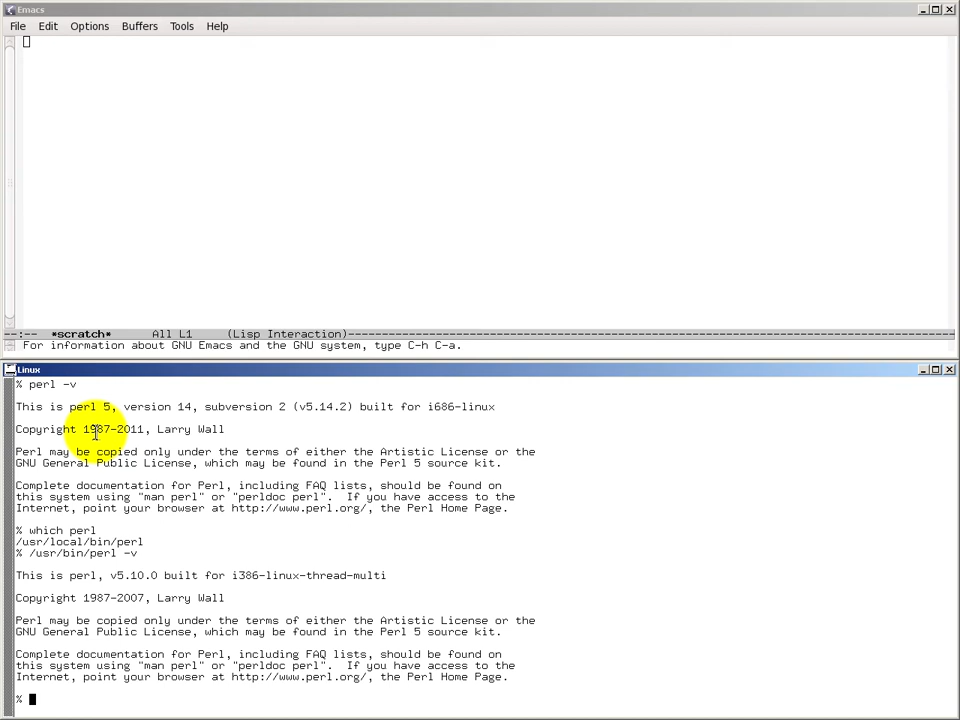 Emacs
File Edit Options Buffers Tools Help
--:-- *scratch* All L1 (Lisp Interaction)--------------------------------------------------------------------------------
For information about GNU Emacs and the GNU system, type C-h C-a.
Linux
% perl -v
This is perl 5, version 14, subversion 2 (v5.14.2) built for i686-linux
Copyright 1987-2011, Larry Wall
Perl may be copied only under the terms of either the Artistic License or the
GNU General Public License, which may be found in the Perl 5 source kit.
Complete documentation for Perl, including FAQ lists, should be found on
this system using "man perl" or "perldoc perl".  If you have access to the
Internet, point your browser at http://www.perl.org/, the Perl Home Page.
% which perl
/usr/local/bin/perl
% /usr/bin/perl -v
This is perl, v5.10.0 built for i386-linux-thread-multi
Copyright 1987-2007, Larry Wall
Perl may be copied only under the terms of either the Artistic License or the
GNU General Public License, which may be found in the Perl 5 source kit.
Complete documentation for Perl, including FAQ lists, should be found on
this system using "man perl" or "perldoc perl".  If you have access to the
Internet, point your browser at http://www.perl.org/, the Perl Home Page.
%